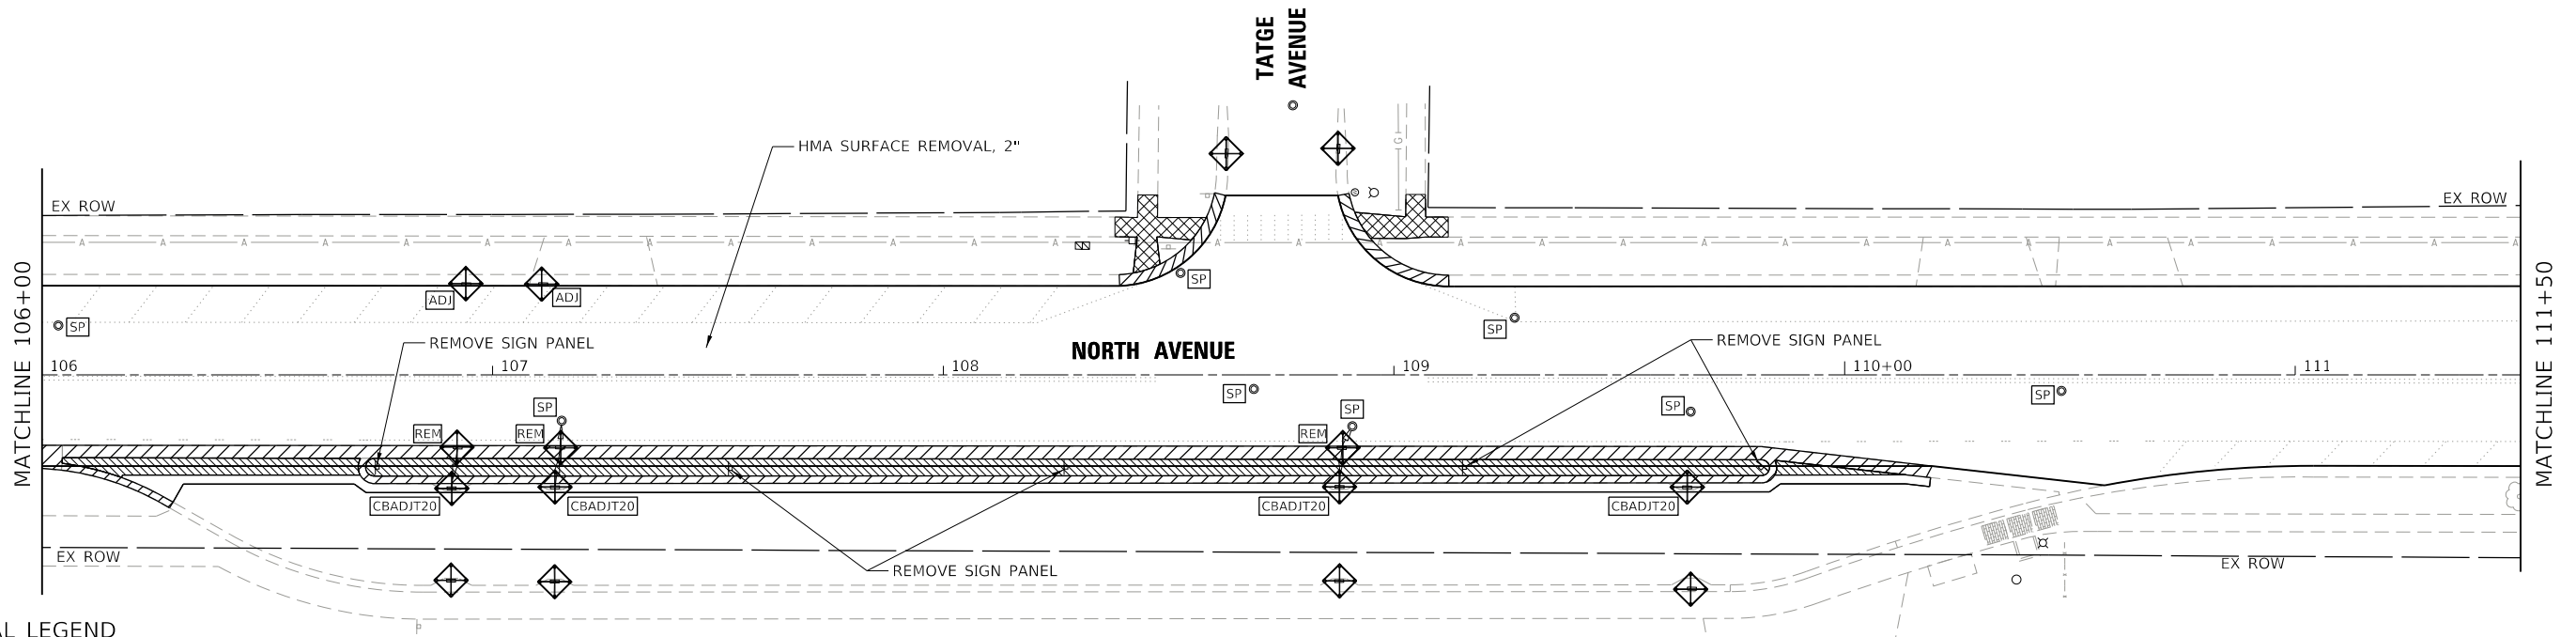 TATGE
AVENUE
HMA SURFACE REMOVAL, 2"
EX ROW
EX ROW
G
A A A A A A A A A A A A A A A A A A A A A A A A A A A A A A A
ADJ
ADJ
SP
SP
SP
MATCHLINE 106+00
MATCHLINE 111+50
REMOVE SIGN PANEL
NORTH AVENUE
REMOVE SIGN PANEL
106
107
108
109
110+00
111
SP
SP
SP
SP
SP
REM
REM
REM
CBADJT20
CBADJT20
CBADJT20
CBADJT20
EX ROW
REMOVE SIGN PANEL
EX ROW
AL LEGEND